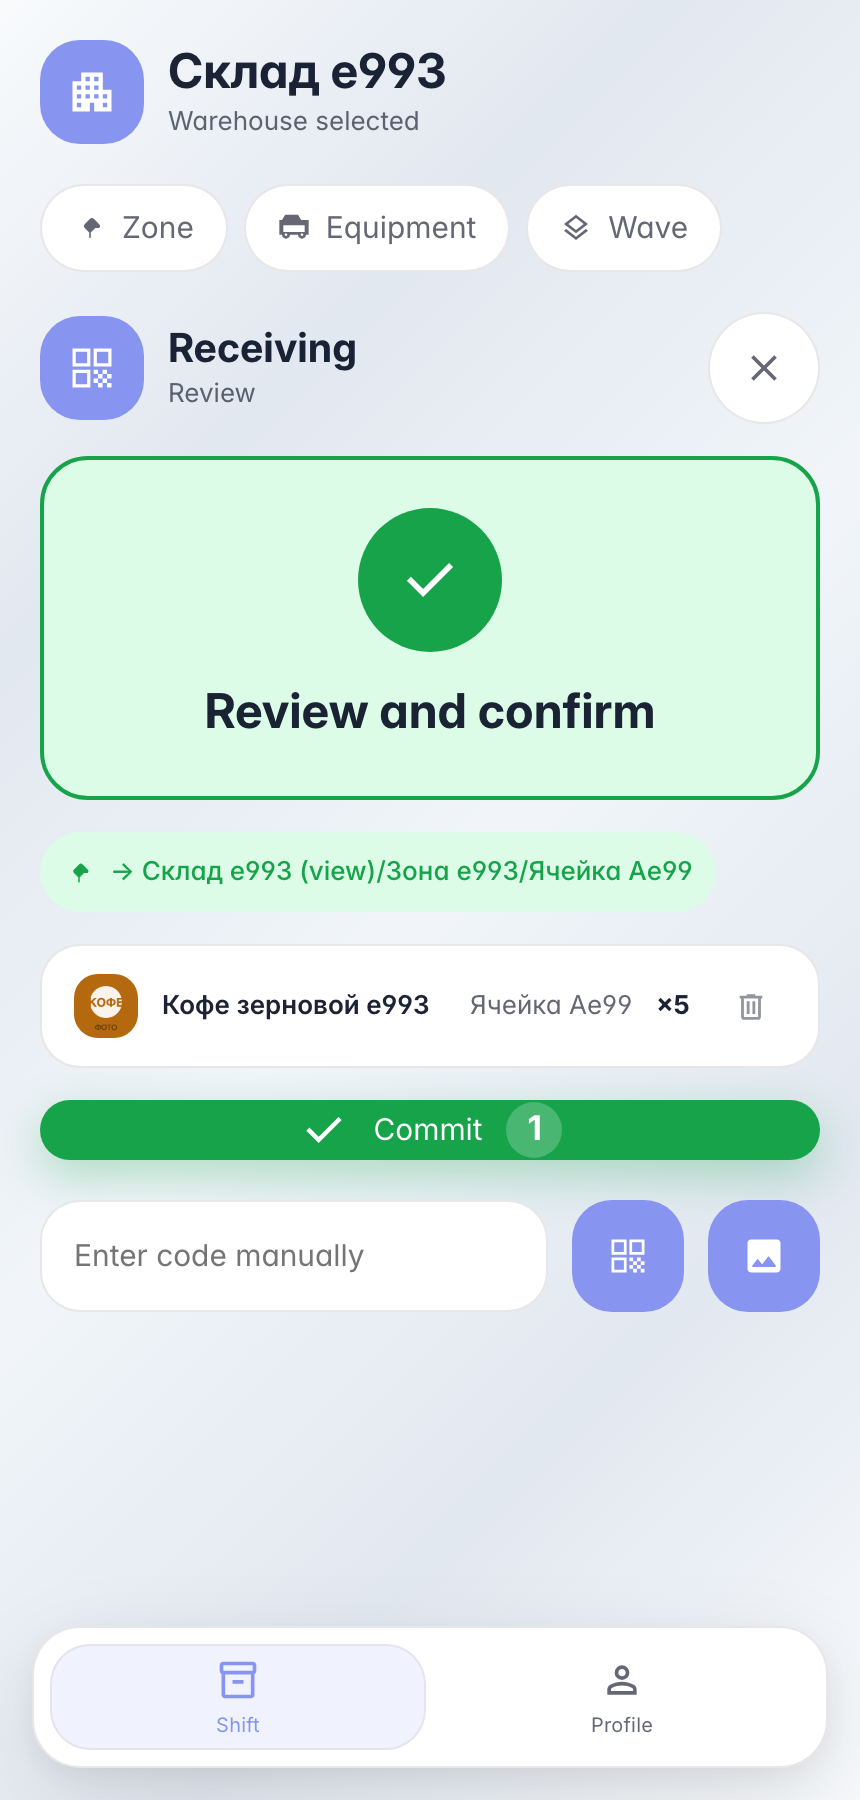 Склад e993
Warehouse selected
Zone
Equipment
Wave
Receiving
Review
Review and confirm
→ Склад e993 (view)/Зона e993/Ячейка Ae99
КОФЕ
ФОТО
Кофе зерновой e993
Ячейка Ae99
×5
Commit
1
Enter code manually
Shift
Profile